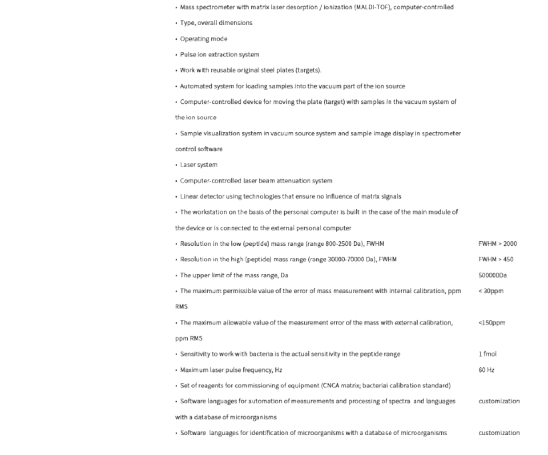 • Mass spectrometer with matrix laser desorption / ionization (MALDI-TOF), computer-controlled
• Type, overall dimensions
• Operating mode
• Pulse ion extraction system
• Work with reusable original steel plates (targets).
• Automated system for loading samples into the vacuum part of the ion source
• Computer-controlled device for moving the plate (target) with samples in the vacuum system of
the ion source
• Sample visualization system in vacuum source system and sample image display in spectrometer
control software
• Laser system
• Computer-controlled laser beam attenuation system
• Linear detector using technologies that ensure no influence of matrix signals
• The workstation on the basis of the personal computer is built in the case of the main module of
the device or is connected to the external personal computer
• Resolution in the low (peptide) mass range (range 800-2500 Da), FWHM FWHM > 2000
• Resolution in the high (peptide) mass range (range 30000-70000 Da), FWHM FWHM > 450
• The upper limit of the mass range, Da 500000Da
• The maximum permissible value of the error of mass measurement with internal calibration, ppm < 30ppm
RMS
• The maximum allowable value of the measurement error of the mass with external calibration, <150ppm
ppm RMS
• Sensitivity to work with bacteria is the actual sensitivity in the peptide range 1 fmol
• Maximum laser pulse frequency, Hz 60 Hz
• Set of reagents for commissioning of equipment (CNCA matrix; bacterial calibration standard)
• Software languages for automation of measurements and processing of spectra and languages customization
with a database of microorganisms
• Software languages for identification of microorganisms with a database of microorganisms customization